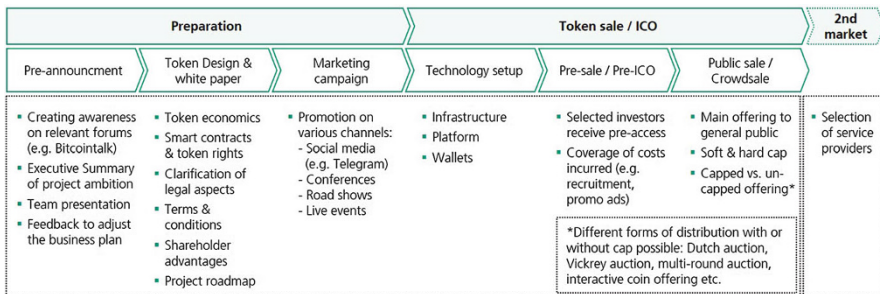 Preparation
Token sale / ICO
2nd
market
Pre-announcment
Token Design &
white paper
Marketing
campaign
Technology setup
Pre-sale / Pre-ICO
Public sale /
Crowdsale
▪ Creating awareness
on relevant forums
(e.g. Bitcointalk)
▪ Executive Summary
of project ambition
▪ Team presentation
▪ Feedback to adjust
the business plan
▪ Token economics
▪ Smart contracts
& token rights
▪ Clarification of
legal aspects
▪ Terms &
conditions
▪ Shareholder
advantages
▪ Project roadmap
▪ Promotion on
various channels:
- Social media
(e.g. Telegram)
- Conferences
- Road shows
- Live events
▪ Infrastructure
▪ Platform
▪ Wallets
▪ Selected investors
receive pre-access
▪ Coverage of costs
incurred (e.g.
recruitment,
promo ads)
▪ Main offering to
general public
▪ Soft & hard cap
▪ Capped vs. un-
capped offering*
*Different forms of distribution with or
without cap possible: Dutch auction,
Vickrey auction, multi-round auction,
interactive coin offering etc.
▪ Selection
of service
providers